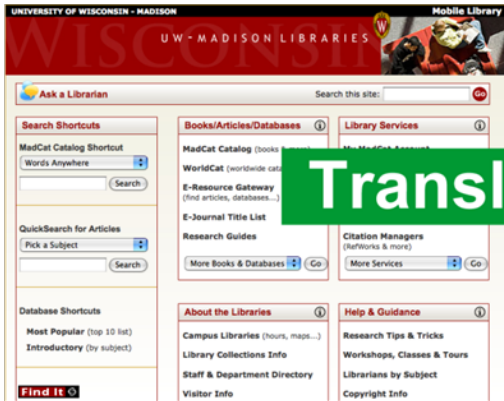 UNIVERSITY OF WISCONSIN - MADISON
Mobile Library
UW-MADISON LIBRARIES
Ask a Librarian
Search this site:
Go
Search Shortcuts
MadCat Catalog Shortcut
Words Anywhere
Search
QuickSearch for Articles
Pick a Subject
Search
Database Shortcuts
Most Popular (top 10 list)
Introductory (by subject)
Find It
Books/Articles/Databases
MadCat Catalog (books
WorldCat (worldwide cata
E-Resource Gateway
(find articles, databases...)
E-Journal Title List
Research Guides
More Books & Databases
Go
Library Services
Transl
Citation Managers
(RefWorks & more)
More Services
Go
About the Libraries
Campus Libraries (hours, maps...)
Library Collections Info
Staff & Department Directory
Visitor Info
Help & Guidance
Research Tips & Tricks
Workshops, Classes & Tours
Librarians by Subject
Copyright Info